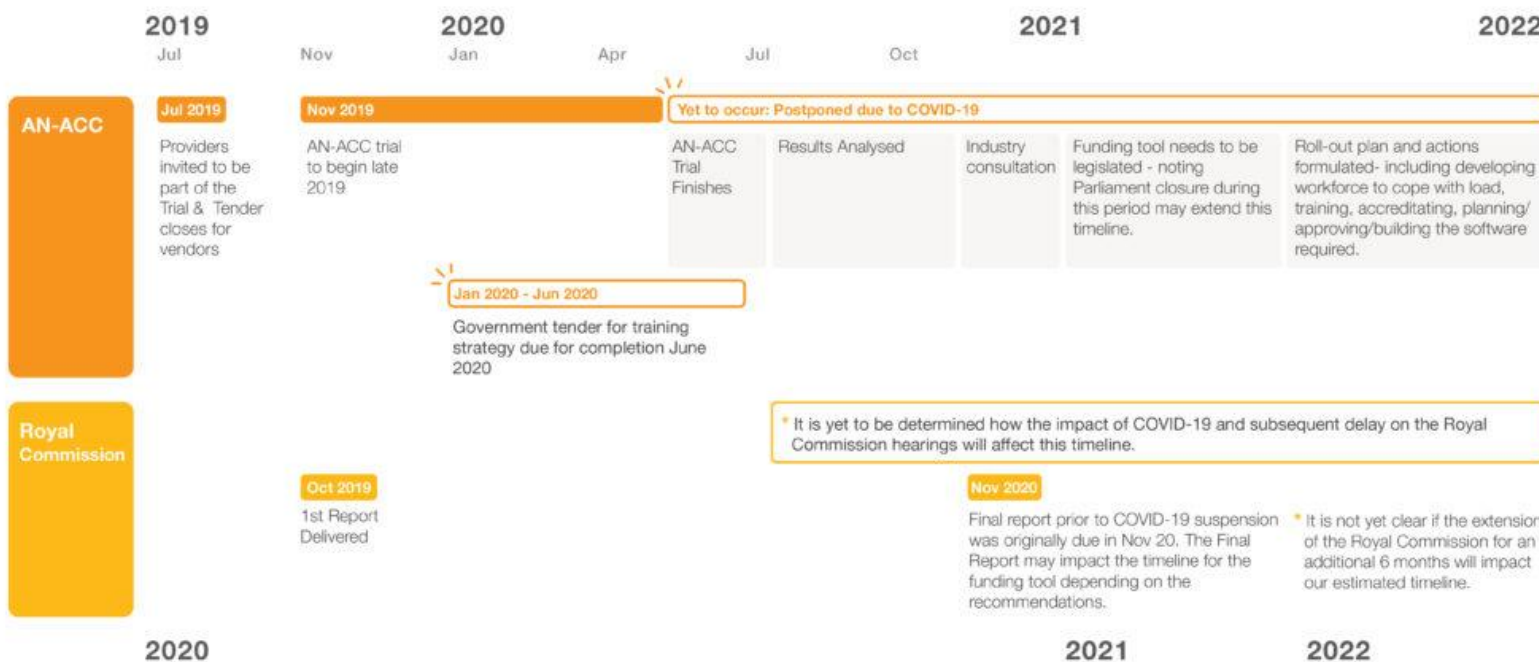 2019
2020
2021
2022
Jul
Nov
Jan
Apr
Jul
Oct
AN-ACC
Jul 2019
Providers
invited to be
part of the
Trial & Tender
closes for
vendors
Nov 2019
AN-ACC trial
to begin late
2019
Yet to occur: Postponed due to COVID-19
AN-ACC
Trial
Finishes
Results Analysed
Industry
consultation
Funding tool needs to be
legislated - noting
Parliament closure during
this period may extend this
timeline.
Roll-out plan and actions
formulated- including developing
workforce to cope with load,
training, accreditating, planning/
approving/building the software
required.
Jan 2020 - Jun 2020
Government tender for training
strategy due for completion June
2020
Royal
Commission
* It is yet to be determined how the impact of COVID-19 and subsequent delay on the Royal
Commission hearings will affect this timeline.
Oct 2019
1st Report
Delivered
Nov 2020
Final report prior to COVID-19 suspension
was originally due in Nov 20. The Final
Report may impact the timeline for the
funding tool depending on the
recommendations.
* It is not yet clear if the extension
of the Royal Commission for an
additional 6 months will impact
our estimated timeline.
2020
2021
2022